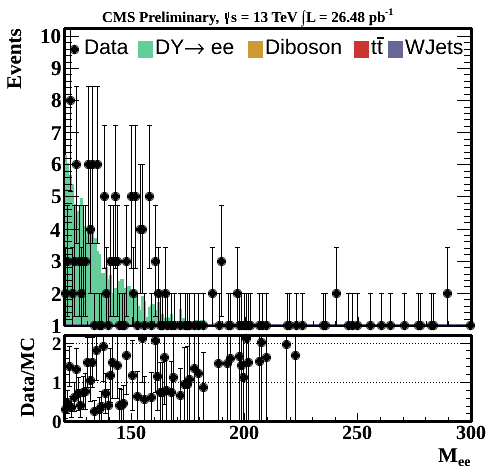 CMS Preliminary, √s = 13 TeV ∫L = 26.48 pb⁻¹
Events
10
9
8
7
6
5
4
3
2
1
Data DY→ ee Diboson tt̄ WJets
Data/MC
2
1
0
150 200 250 300
Mₑₑ